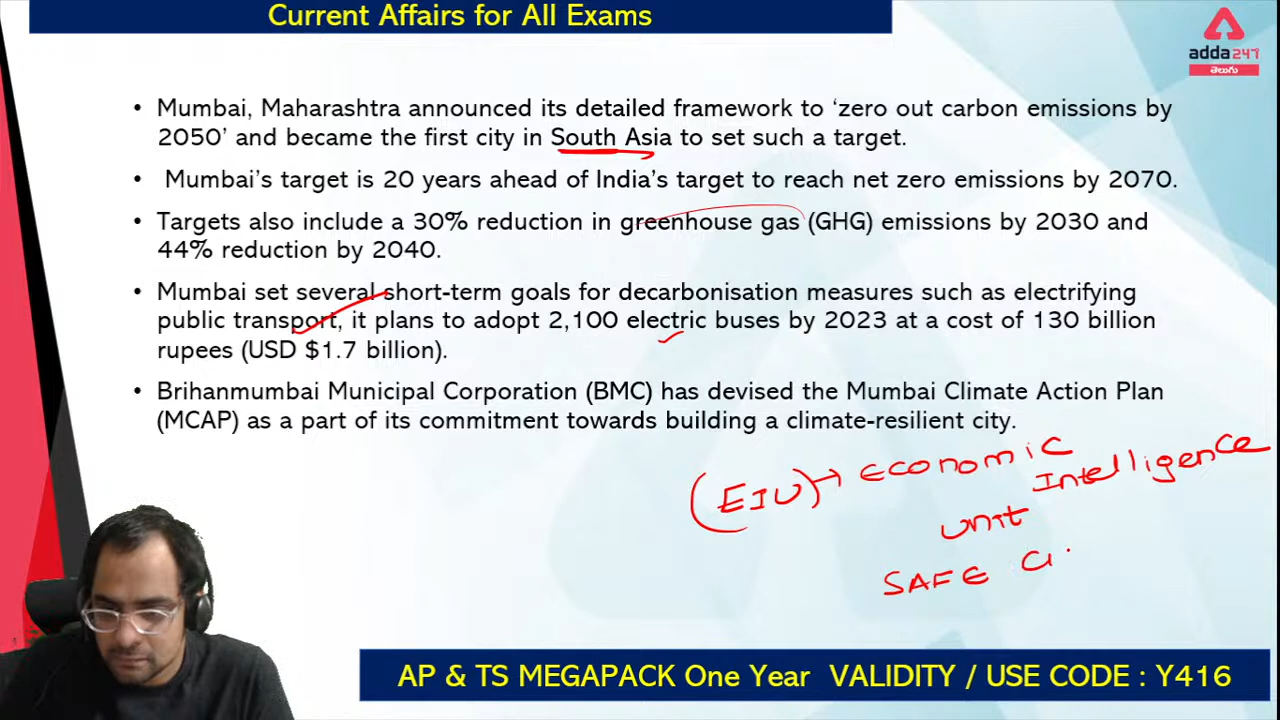 Current Affairs for All Exams
adda247
తెలుగు
• Mumbai, Maharashtra announced its detailed framework to ‘zero out carbon emissions by
2050’ and became the first city in South Asia to set such a target.
• Mumbai’s target is 20 years ahead of India’s target to reach net zero emissions by 2070.
• Targets also include a 30% reduction in greenhouse gas (GHG) emissions by 2030 and
44% reduction by 2040.
• Mumbai set several short-term goals for decarbonisation measures such as electrifying
public transport, it plans to adopt 2,100 electric buses by 2023 at a cost of 130 billion
rupees (USD $1.7 billion).
• Brihanmumbai Municipal Corporation (BMC) has devised the Mumbai Climate Action Plan
(MCAP) as a part of its commitment towards building a climate-resilient city.
(EIU) → Economic
Intelligence
unit
SAFE
AP & TS MEGAPACK One Year VALIDITY / USE CODE : Y416